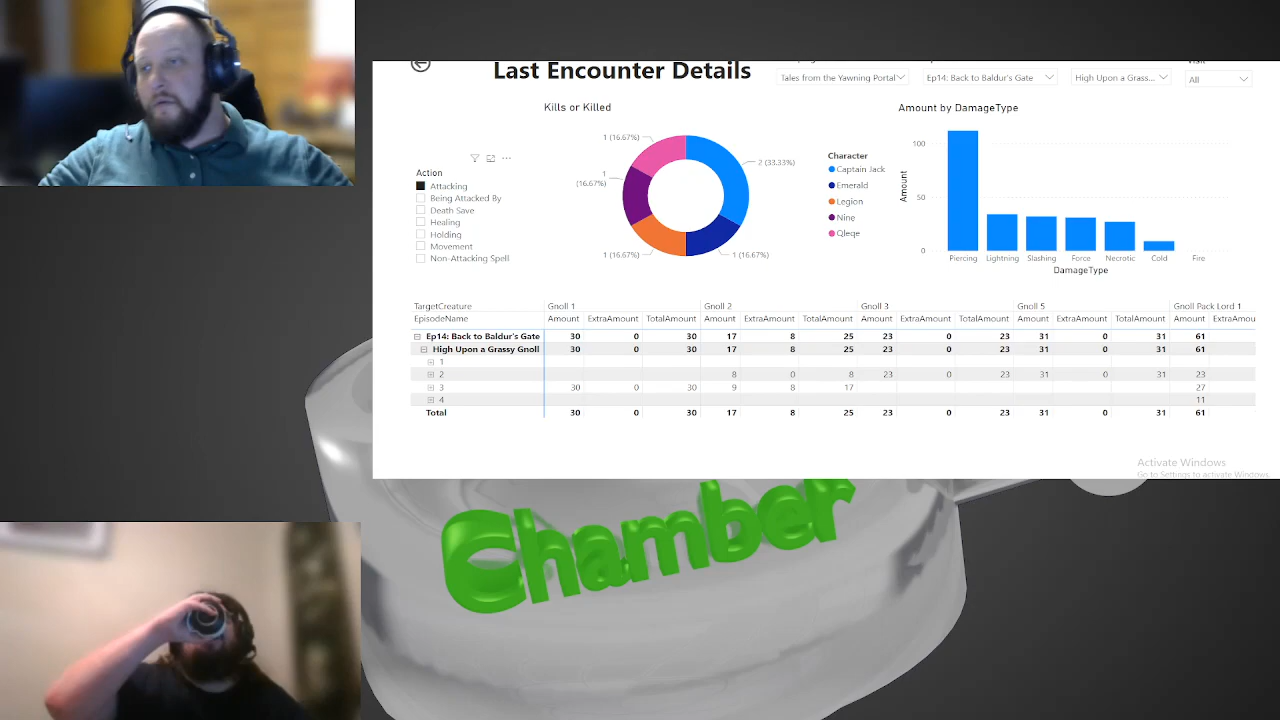 Last Encounter Details
Tales from the Yawning Portal
Ep14: Back to Baldur's Gate
High Upon a Grass...
All
Kills or Killed
Amount by DamageType
Action
Attacking
Being Attacked By
Death Save
Healing
Holding
Movement
Non-Attacking Spell
1 (16.67%)
2 (33.33%)
1
(16.67%)
1 (16.67%)
1 (16.67%)
Character
Captain Jack
Emerald
Legion
Nine
Qleqe
Amount
100
50
0
Piercing Lightning Slashing Force Necrotic Cold Fire
DamageType
TargetCreature Gnoll 1 Gnoll 2 Gnoll 3 Gnoll 5 Gnoll Pack Lord 1
EpisodeName Amount ExtraAmount TotalAmount Amount ExtraAmount TotalAmount Amount ExtraAmount TotalAmount Amount ExtraAmount TotalAmount Amount ExtraAmou
Ep14: Back to Baldur's Gate 30 0 30 17 8 25 23 0 23 31 0 31 61
High Upon a Grassy Gnoll 30 0 30 17 8 25 23 0 23 31 0 31 61
1
2 8 0 8 23 0 23 31 0 31 23
3 30 0 30 9 8 17 27
4 11
Total 30 0 30 17 8 25 23 0 23 31 0 31 61
Activate Windows
Go to Settings to activate Windows.
Chamber